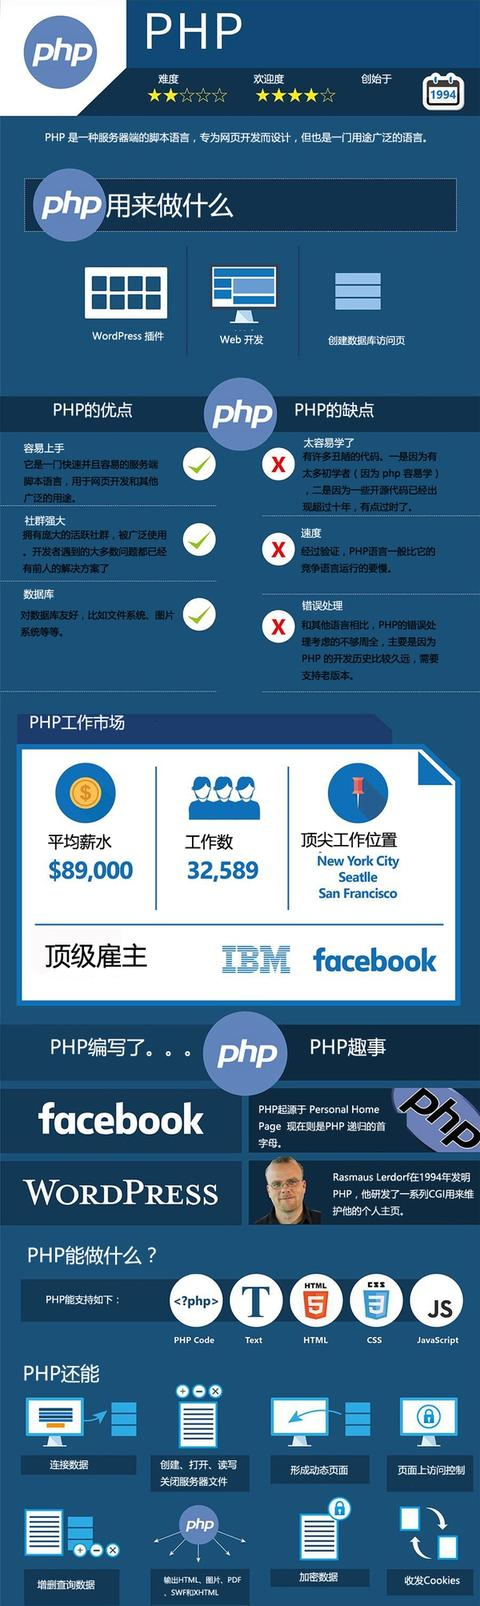 php
PHP
难度
欢迎度
创始于
1994
PHP 是一种服务器端的脚本语言，专为网页开发而设计，但也是一门用途广泛的语言。
php用来做什么
WordPress 插件
Web 开发
创建数据库访问页
PHP的优点
php
PHP的缺点
容易上手
它是一门快速并且容易的服务端
脚本语言，用于网页开发和其他
广泛的用途。
社群强大
拥有庞大的活跃社群，被广泛使用
。开发者遇到的大多数问题都已经
有前人的解决方案了
数据库
对数据库友好，比如文件系统、图片
系统等等。
太容易学了
有许多丑陋的代码。一是因为有
太多初学者（因为 php 容易学）
，二是因为一些开源代码已经出
现超过十年，有点过时了。
速度
经过验证，PHP语言一般比它的
竞争语言运行的要慢。
错误处理
和其他语言相比，PHP的错误处
理考虑的不够周全，主要是因为
PHP 的开发历史比较久远，需要
支持老版本。
PHP工作市场
平均薪水
$89,000
工作数
32,589
顶尖工作位置
New York City
Seatlle
San Francisco
顶级雇主
IBM
facebook
PHP编写了。。。
php
PHP趣事
facebook
PHP起源于 Personal Home
Page 现在则是PHP 递归的首
字母。
php
WORDPRESS
Rasmaus Lerdorf在1994年发明
PHP，他研发了一系列CGI用来维
护他的个人主页。
PHP能做什么？
PHP能支持如下：
<?php>
T
HTML
5
CSS
3
JS
PHP Code
Text
HTML
CSS
JavaScript
PHP还能
连接数据
创建、打开、读写
关闭服务器文件
形成动态页面
页面上访问控制
php
增删查询数据
输出HTML、图片、PDF
、SWF和XHTML
加密数据
收发Cookies